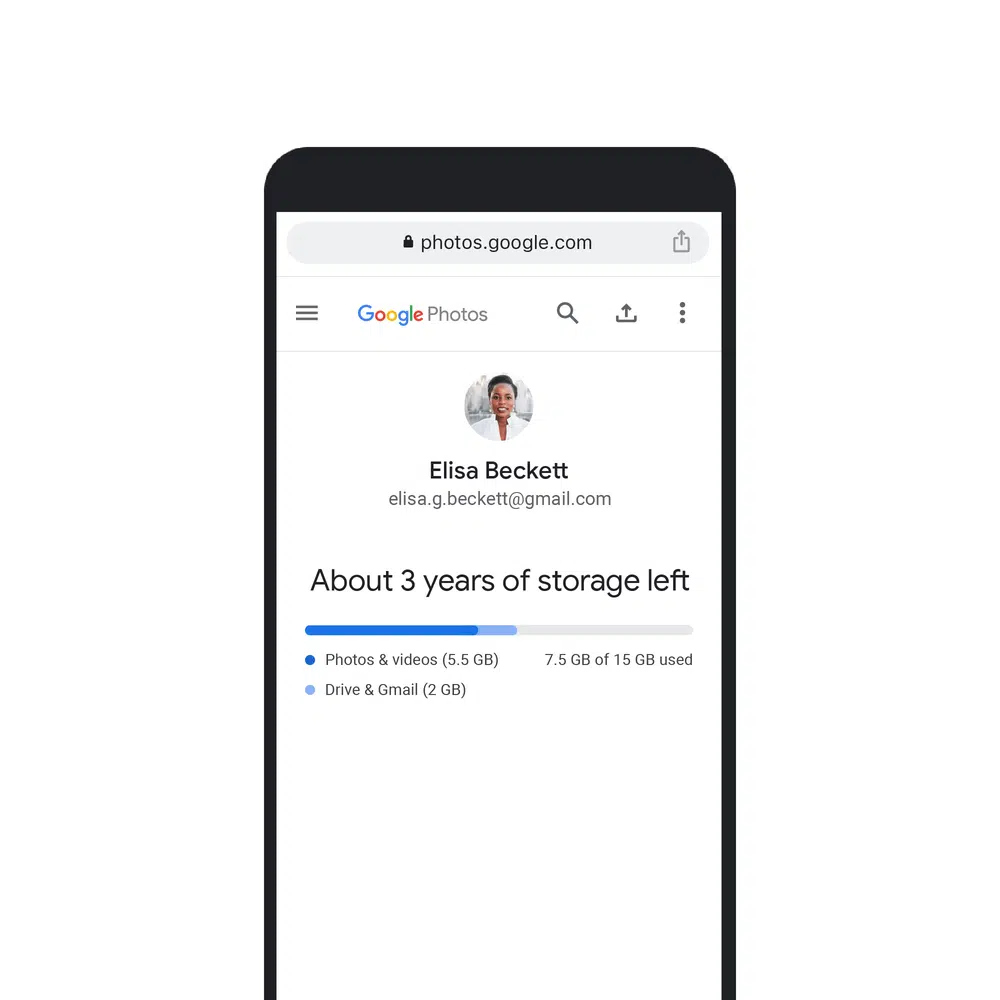 photos.google.com
Google Photos
Elisa Beckett
elisa.g.beckett@gmail.com
About 3 years of storage left
Photos & videos (5.5 GB) 7.5 GB of 15 GB used
Drive & Gmail (2 GB)